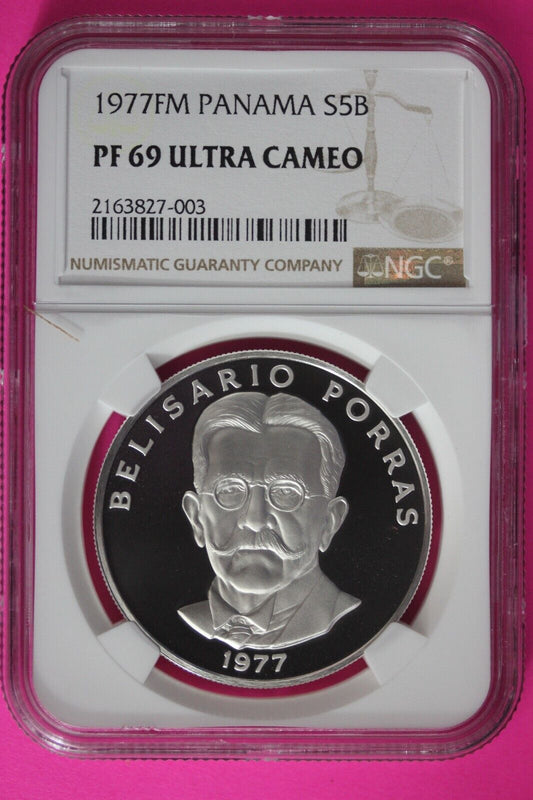 1977FM PANAMA S5B
PF 69 ULTRA CAMEO
2163827-003
NUMISMATIC GUARANTY COMPANY
NGC®
BELISARIO PORRAS
1977